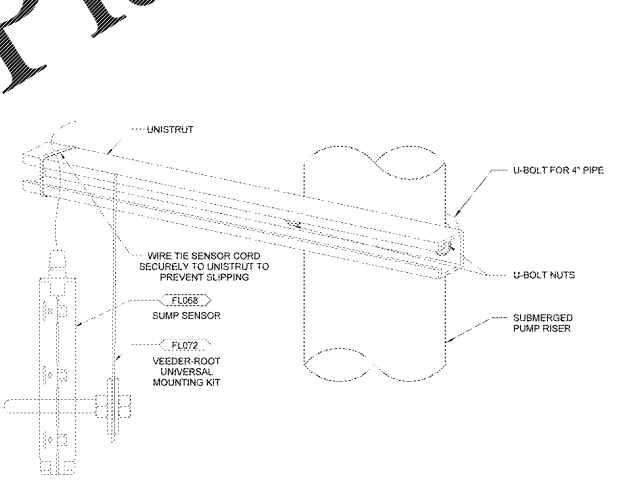 UNISTRUT
U-BOLT FOR 4" PIPE
WIRE TIE SENSOR CORD
SECURELY TO UNISTRUT TO
PREVENT SLIPPING
U-BOLT NUTS
FL068
SUMP SENSOR
SUBMERGED
PUMP RISER
FL072
VEEDER-ROOT
UNIVERSAL
MOUNTING KIT